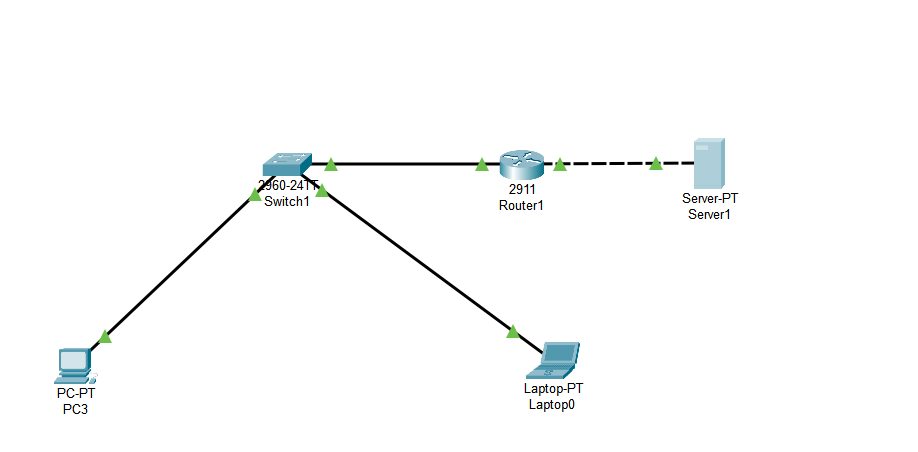 2960-24TT
Switch1
2911
Router1
Server-PT
Server1
PC-PT
PC3
Laptop-PT
Laptop0